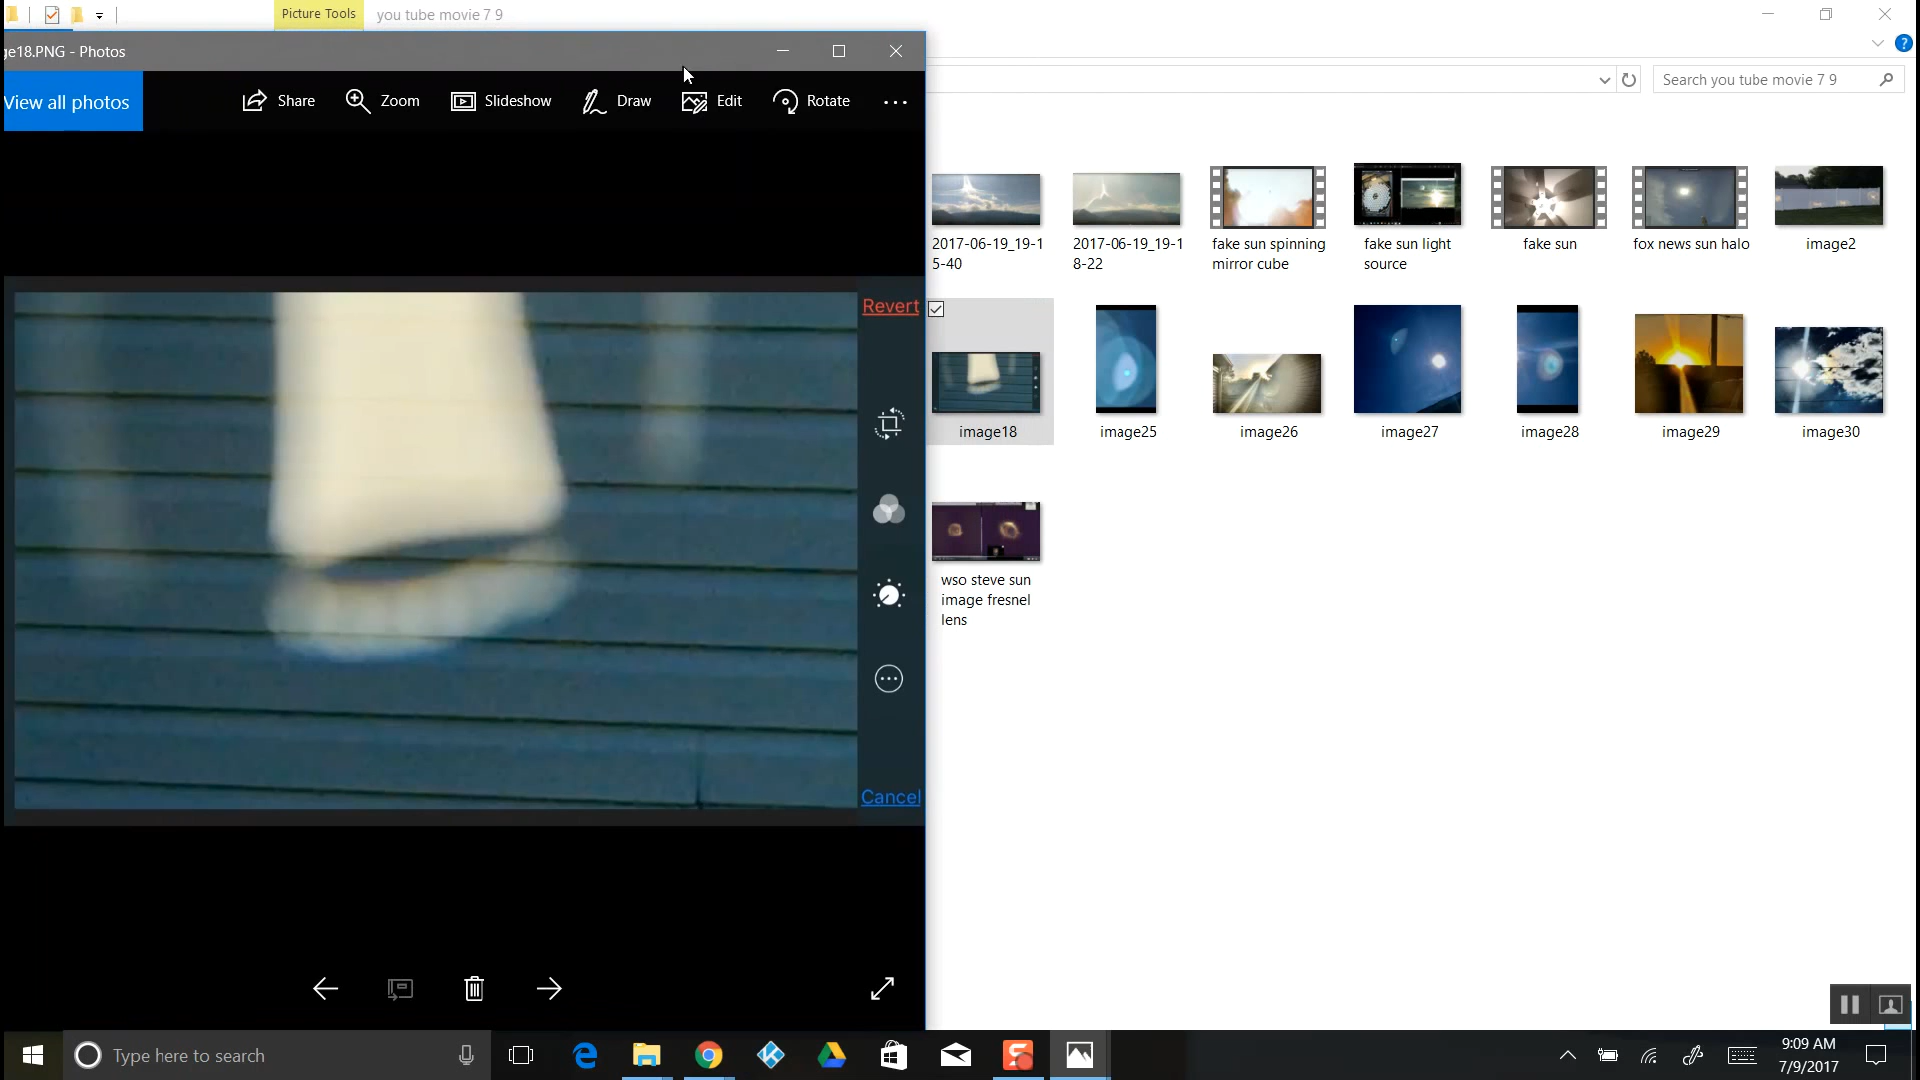 Picture Tools
you tube movie 7 9
ge18.PNG - Photos
View all photos
Share
Zoom
Slideshow
Draw
Edit
Rotate
Search you tube movie 7 9
2017-06-19_19-1
5-40
2017-06-19_19-1
8-22
fake sun spinning
mirror cube
fake sun light
source
fake sun
fox news sun halo
image2
Revert
image18
image25
image26
image27
image28
image29
image30
wso steve sun
image fresnel
lens
Cancel
Type here to search
9:09 AM
7/9/2017